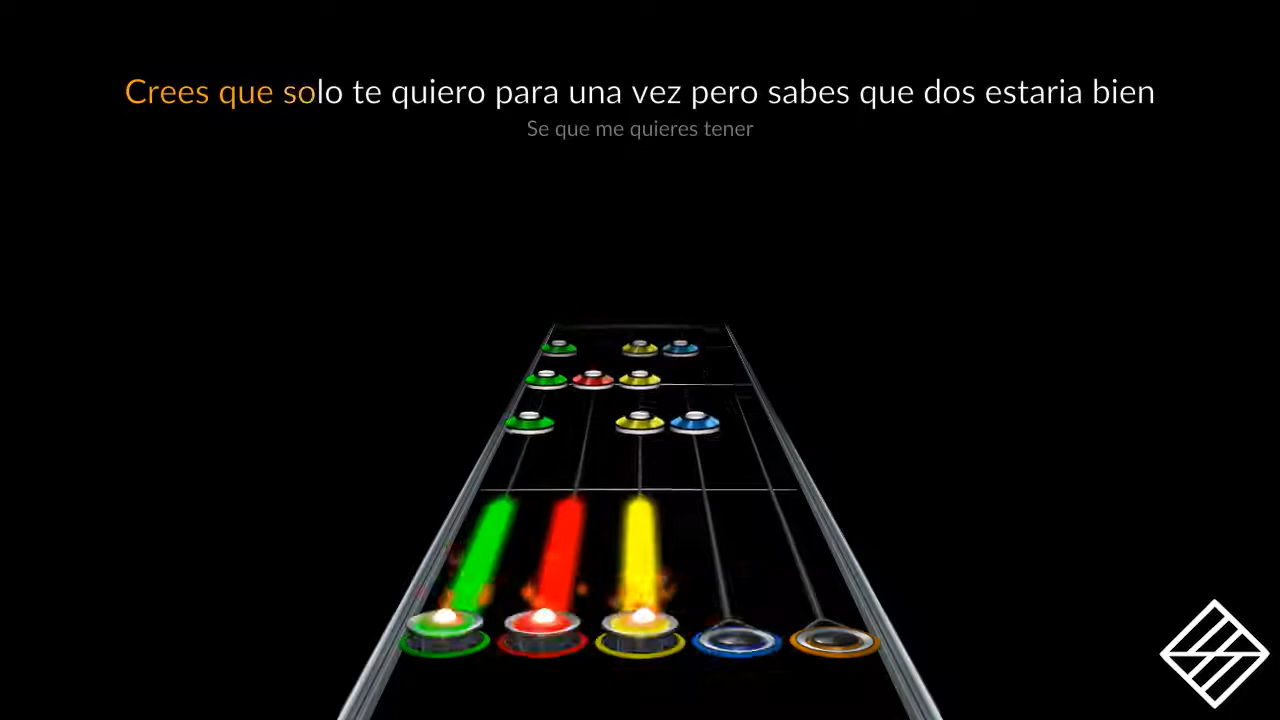 Crees que solo te quiero para una vez pero sabes que dos estaria bien
Se que me quieres tener